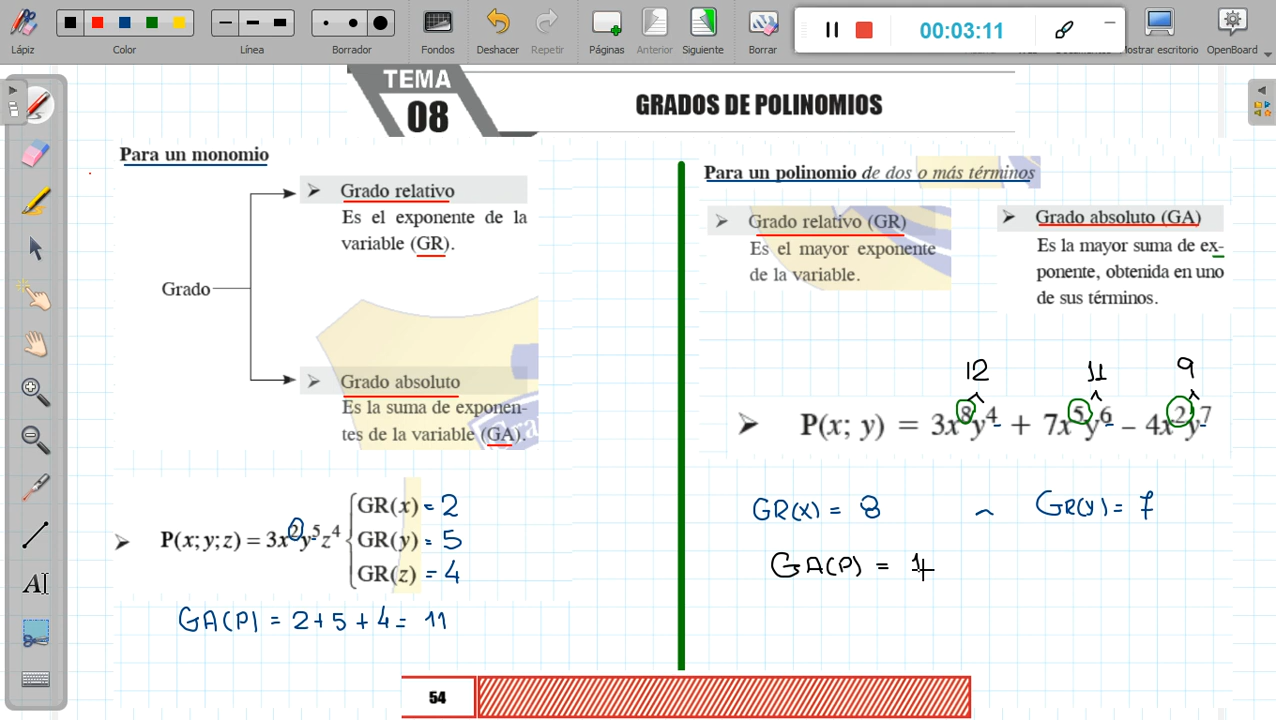 Lápiz Color Línea Borrador Fondos Deshacer Repetir Páginas Anterior Siguiente Borrar 00:03:11 Mostrar escritorio OpenBoard
TEMA
08
GRADOS DE POLINOMIOS
Para un monomio
Grado
Grado relativo
Es el exponente de la
variable (GR).
Grado absoluto
Es la suma de exponen-
tes de la variable (GA).
P(x; y; z) = 3x²y⁵z⁴
GR(x) = 2
GR(y) = 5
GR(z) = 4
GA(P) = 2 + 5 + 4 = 11
Para un polinomio de dos o más términos
Grado relativo (GR)
Es el mayor exponente
de la variable.
Grado absoluto (GA)
Es la mayor suma de ex-
ponente, obtenida en uno
de sus términos.
12 11 9
P(x; y) = 3x⁸y⁴ + 7x⁵y⁶ – 4x²y⁷
GR(x) = 8 ~ GR(y) = 7
GA(P) = 1
54